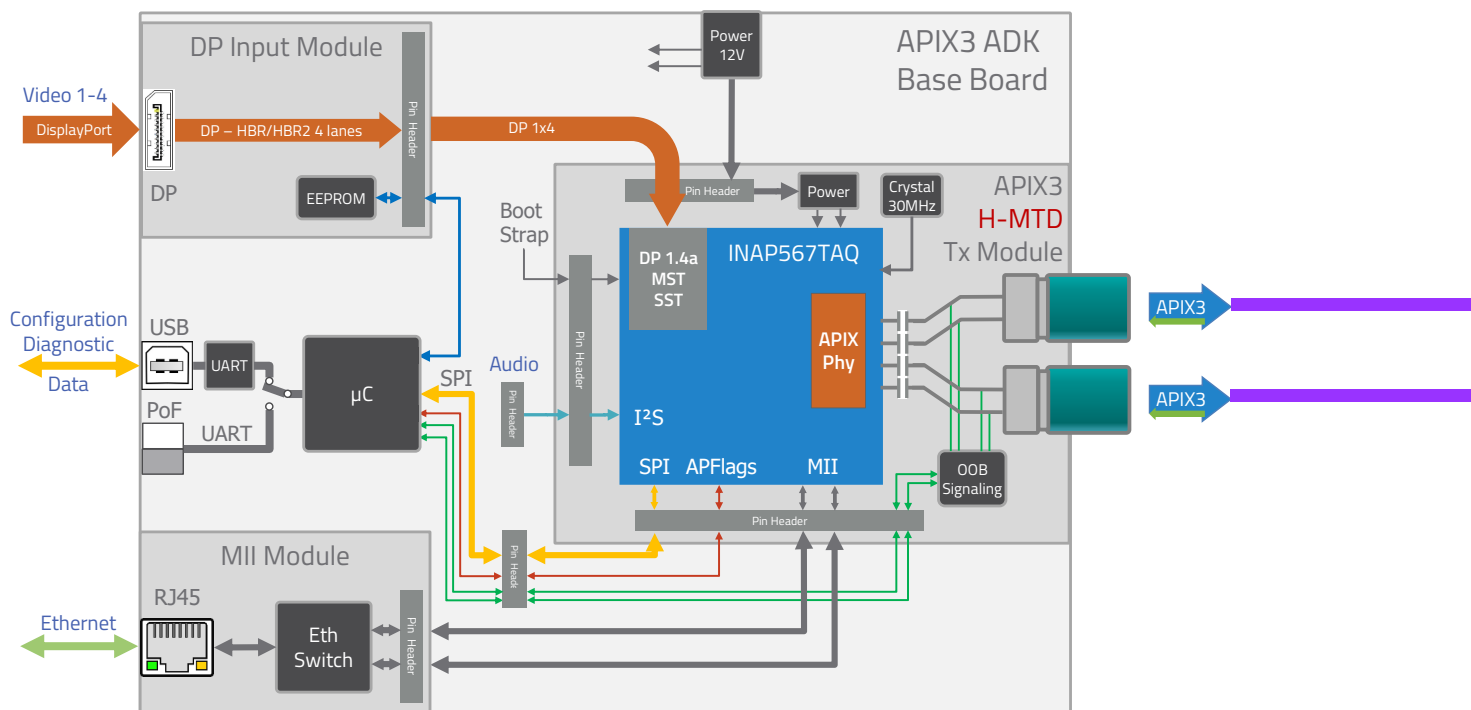 DP Input Module
Power
12V
APIX3 ADK
Base Board
Video 1-4
DisplayPort
DP – HBR/HBR2 4 lanes
Pin Header
DP 1x4
DP
EEPROM
Pin Header
Power
Crystal
30MHz
APIX3
H-MTD
Tx Module
Boot
Strap
DP 1.4a
MST
SST
INAP567TAQ
Pin Header
APIX
Phy
APIX3
APIX3
Configuration
Diagnostic
Data
USB
UART
µC
SPI
Audio
Pin Header
I²S
PoF
UART
SPI
APFlags
MII
OOB
Signaling
Pin Header
Pin Heade
MII Module
RJ45
Ethernet
Eth
Switch
Pin Header